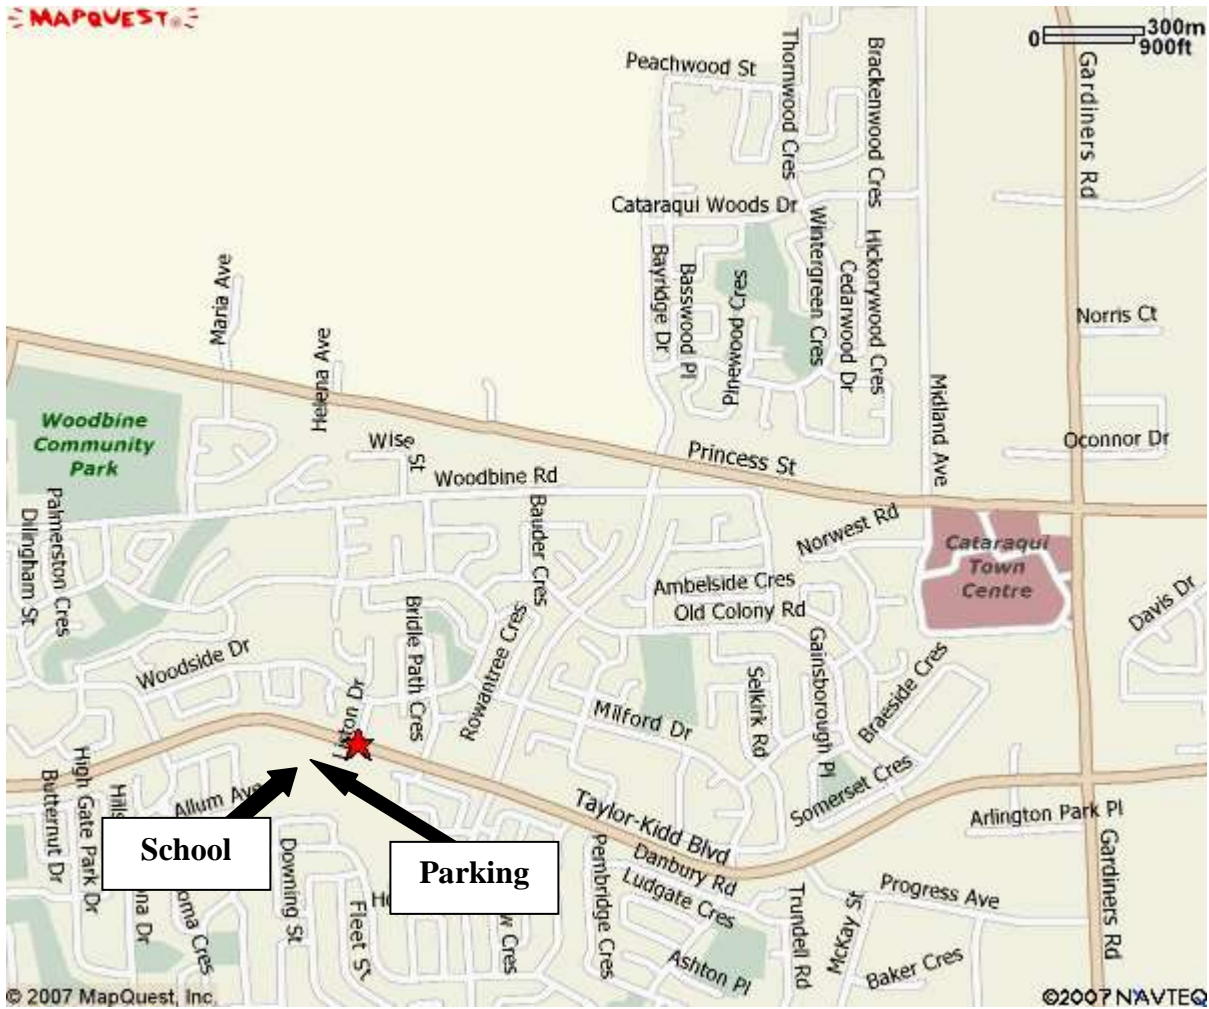 MAPQUEST
300m
0
900ft
Peachwood St
Thornwood Cres
Brackenwood Cres
Gardiners Rd
Cataraqui Woods Dr
Maria Ave
Helena Ave
Bayridge Dr
Basswood Pl
Pinewood Cres
Wintergreen Cres
Cedarwood Dr
Hickorywood Cres
Norris Ct
Midland Ave
Woodbine
Community
Park
Wise St
Princess St
Oconnor Dr
Woodbine Rd
Palmerston Cres
Dillingham St
Bauder Cres
Norwest Rd
Cataraqui
Town
Centre
Ambelside Cres
Old Colony Rd
Davis Dr
Bridle Path Cres
Rowantree Cres
Woodside Dr
Gainsborough Pl
Braeside Cres
Selkirk Rd
Milford Dr
Dr
High Gate Park Dr
Butternut Dr
Allum Ave
Somerset Cres
Taylor-Kidd Blvd
Arlington Park Pl
School
Parking
Downing St
Fleet St
Pembridge Cres
Danbury Rd
Ludgate Cres
Progress Ave
Trundell Rd
McKay St
Gardiners Rd
Ashton Pl
Baker Cres
© 2007 MapQuest, Inc.
©2007 NAVTEQ